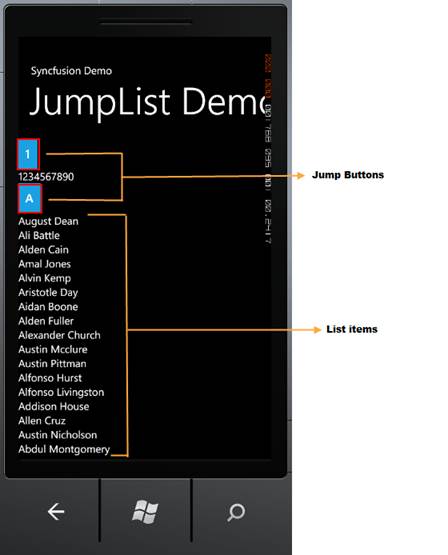 Syncfusion Demo
JumpList Demo
1
1234567890
A
August Dean
Ali Battle
Alden Cain
Amal Jones
Alvin Kemp
Aristotle Day
Aidan Boone
Alden Fuller
Alexander Church
Austin Mcclure
Austin Pittman
Alfonso Hurst
Alfonso Livingston
Addison House
Allen Cruz
Austin Nicholson
Abdul Montgomery
Jump Buttons
List items